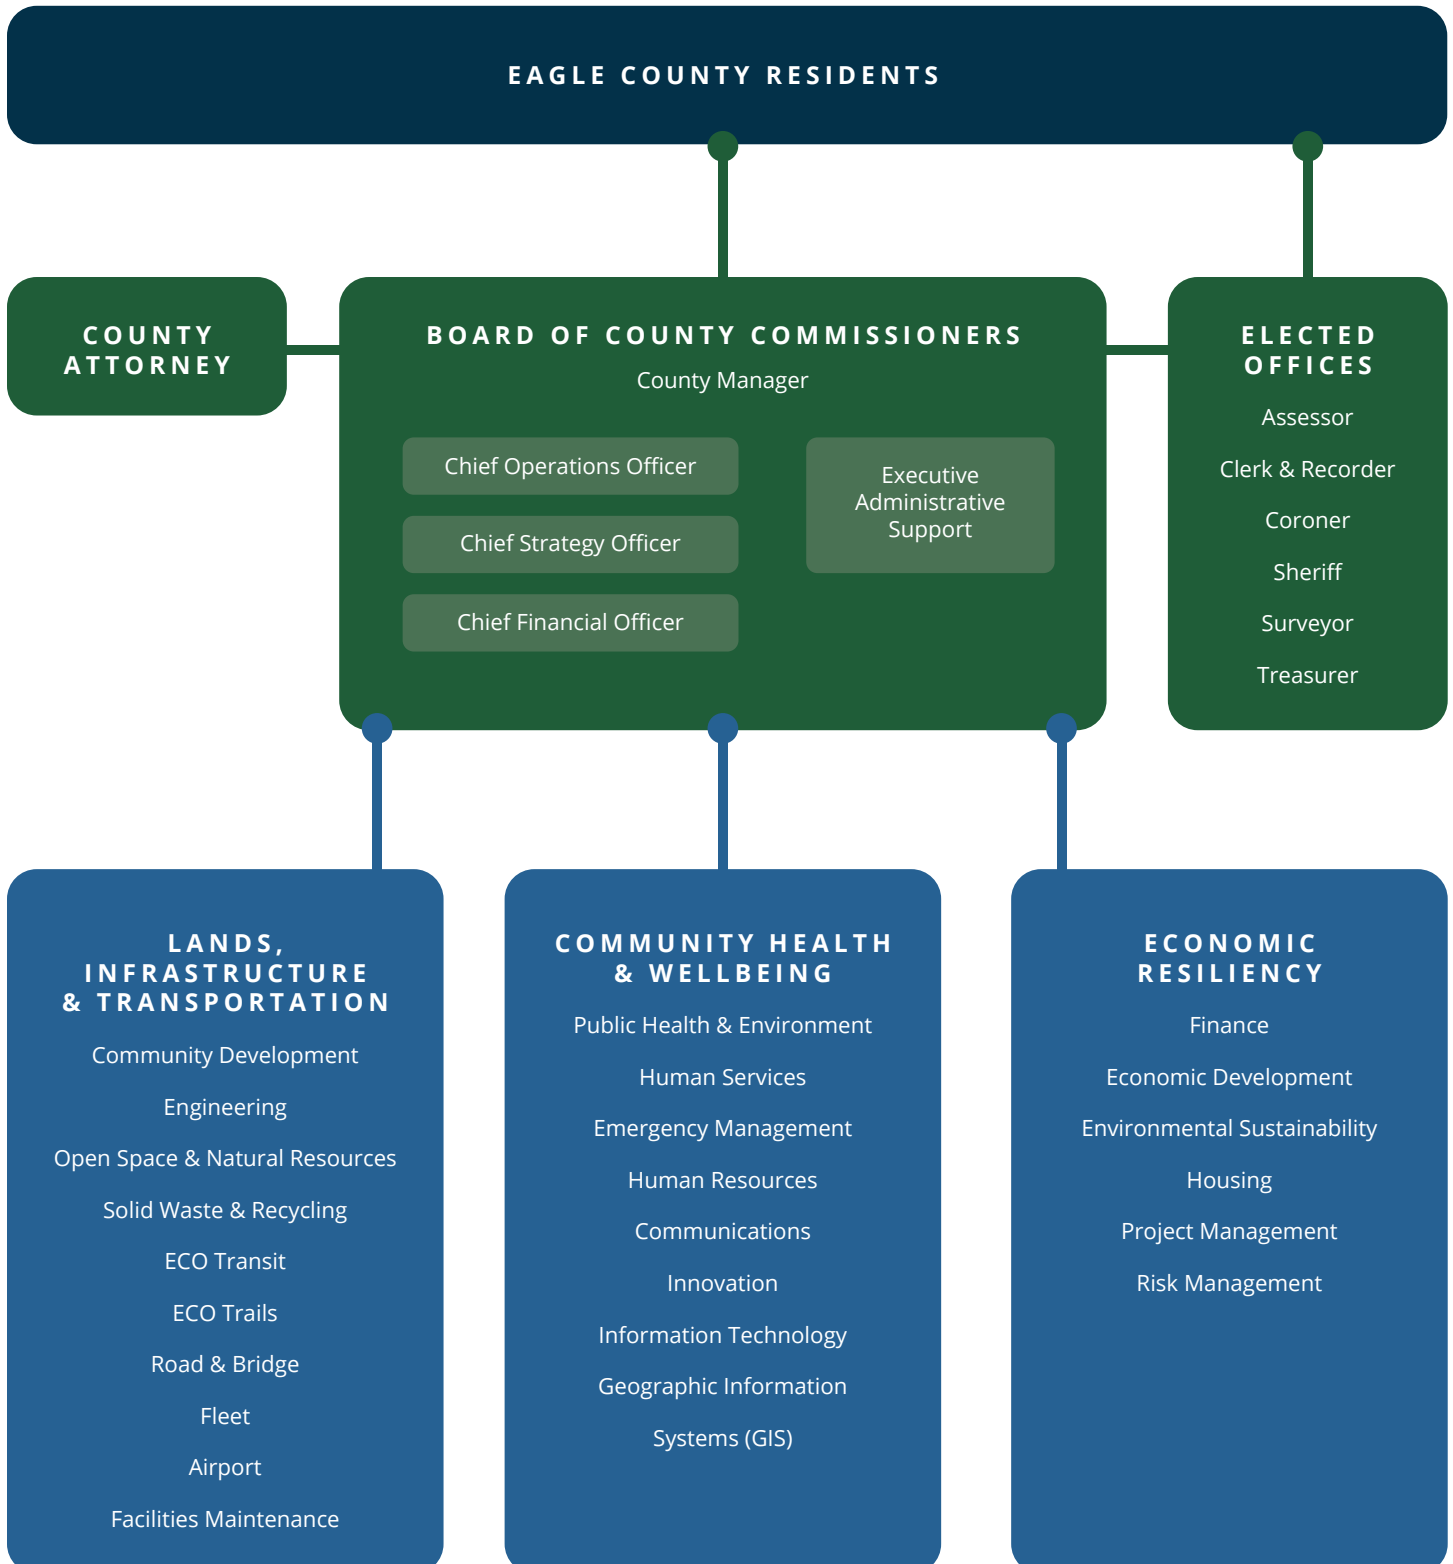 EAGLE COUNTY RESIDENTS
COUNTY
ATTORNEY
BOARD OF COUNTY COMMISSIONERS
County Manager
Chief Operations Officer
Chief Strategy Officer
Chief Financial Officer
Executive
Administrative
Support
ELECTED
OFFICES
Assessor
Clerk & Recorder
Coroner
Sheriff
Surveyor
Treasurer
LANDS,
INFRASTRUCTURE
& TRANSPORTATION
Community Development
Engineering
Open Space & Natural Resources
Solid Waste & Recycling
ECO Transit
ECO Trails
Road & Bridge
Fleet
Airport
Facilities Maintenance
COMMUNITY HEALTH
& WELLBEING
Public Health & Environment
Human Services
Emergency Management
Human Resources
Communications
Innovation
Information Technology
Geographic Information
Systems (GIS)
ECONOMIC
RESILIENCY
Finance
Economic Development
Environmental Sustainability
Housing
Project Management
Risk Management